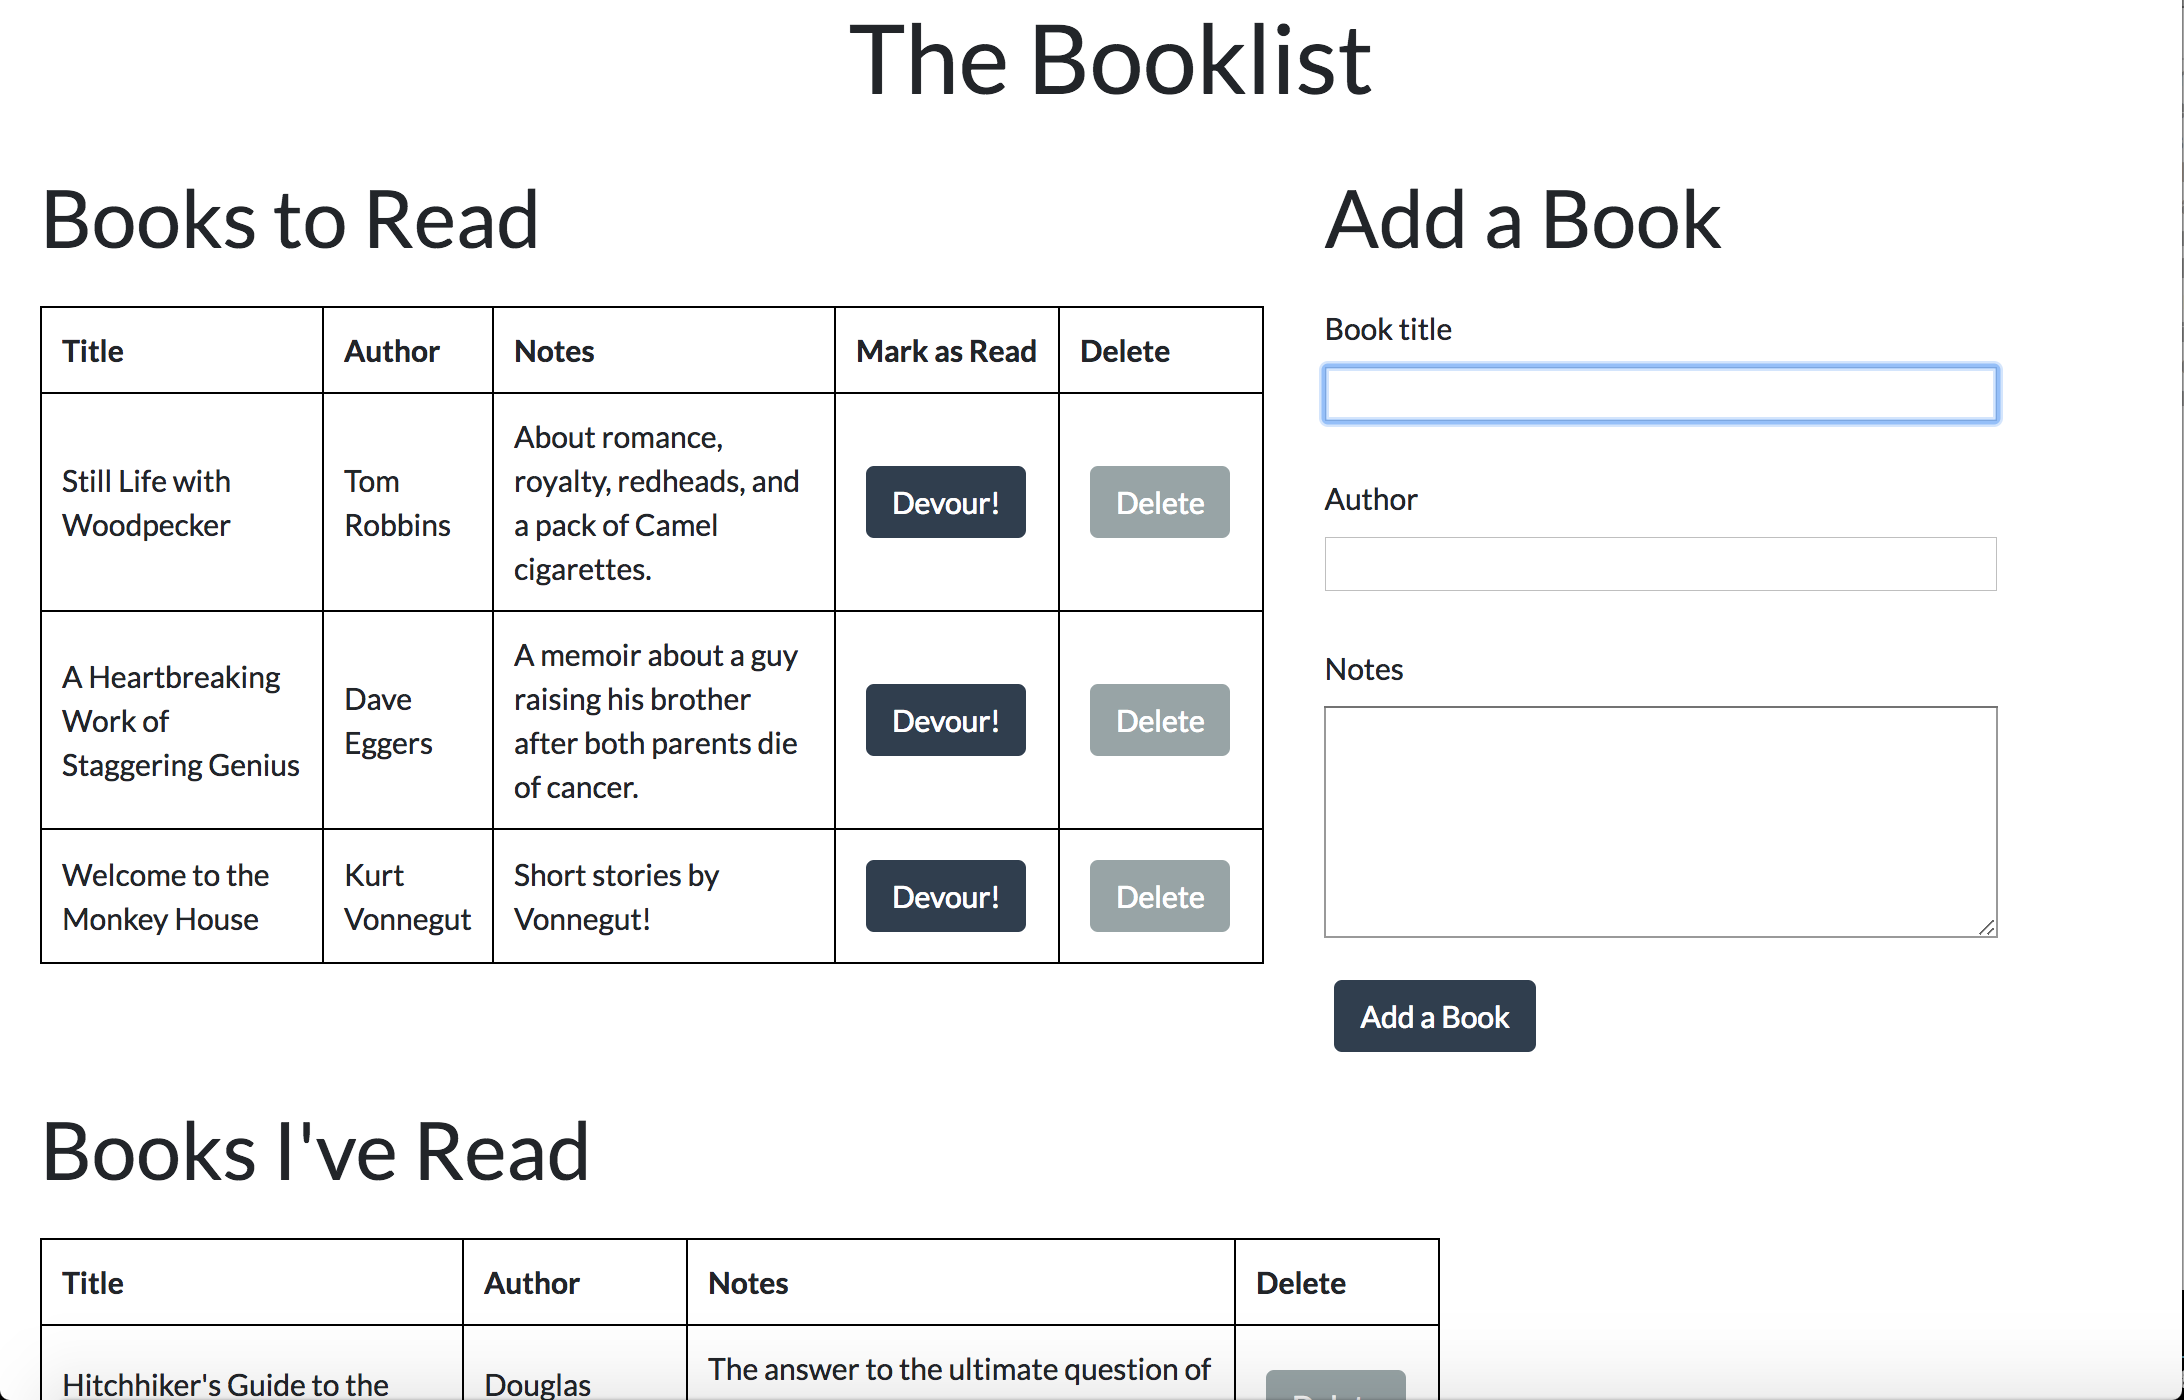 The Booklist
Books to Read
Title Author Notes Mark as Read Delete
Still Life with
Woodpecker
Tom
Robbins
About romance,
royalty, redheads, and
a pack of Camel
cigarettes.
Devour!
Delete
A Heartbreaking
Work of
Staggering Genius
Dave
Eggers
A memoir about a guy
raising his brother
after both parents die
of cancer.
Devour!
Delete
Welcome to the
Monkey House
Kurt
Vonnegut
Short stories by
Vonnegut!
Devour!
Delete
Add a Book
Book title
Author
Notes
Add a Book
Books I've Read
Title Author Notes Delete
Hitchhiker's Guide to the
Douglas
The answer to the ultimate question of